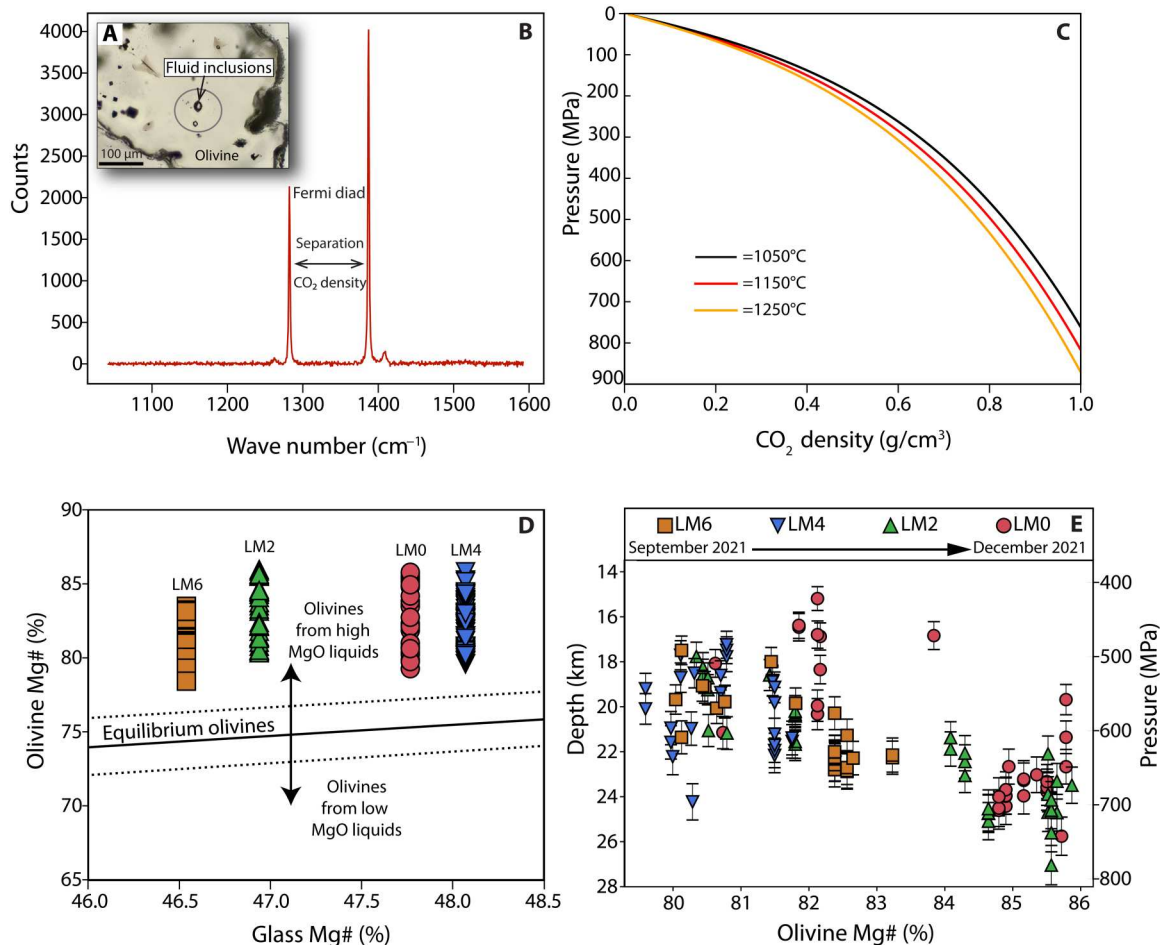 A
B
4000
3500
3000
2500
2000
1500
1000
500
0
Counts
Fluid inclusions
Olivine
100 µm
Fermi diad
Separation
CO₂ density
1100
1200
1300
1400
1500
1600
Wave number (cm⁻¹)
C
0
100
200
300
400
500
600
700
800
900
Pressure (MPa)
=1050°C
=1150°C
=1250°C
0.0
0.2
0.4
0.6
0.8
1.0
CO₂ density (g/cm³)
D
90
85
80
75
70
65
Olivine Mg# (%)
LM6
LM2
LM0
LM4
Olivines
from high
MgO liquids
Equilibrium olivines
Olivines
from low
MgO liquids
46.0
46.5
47.0
47.5
48.0
48.5
Glass Mg# (%)
E
LM6
LM4
LM2
LM0
September 2021
December 2021
14
16
18
20
22
24
26
28
Depth (km)
400
500
600
700
800
Pressure (MPa)
80
81
82
83
84
85
86
Olivine Mg# (%)